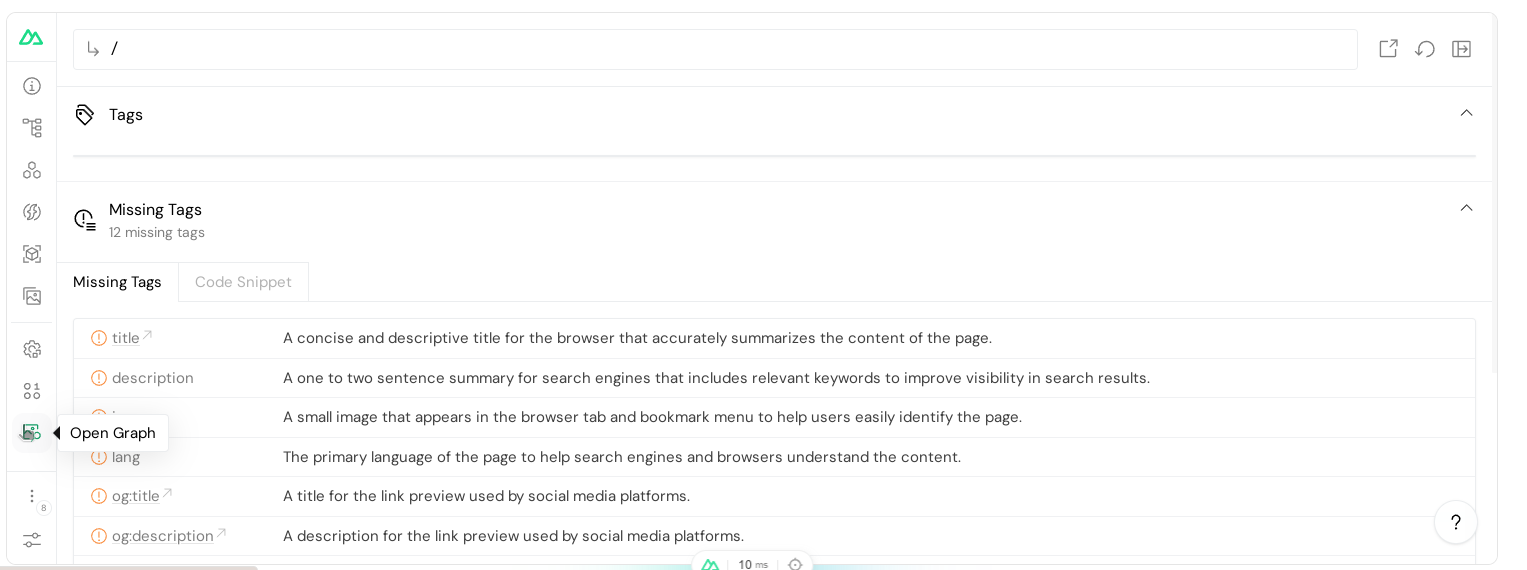 /
Tags
Missing Tags
12 missing tags
Missing Tags Code Snippet
title A concise and descriptive title for the browser that accurately summarizes the content of the page.
description A one to two sentence summary for search engines that includes relevant keywords to improve visibility in search results.
A small image that appears in the browser tab and bookmark menu to help users easily identify the page.
Open Graph
lang The primary language of the page to help search engines and browsers understand the content.
og:title A title for the link preview used by social media platforms.
8
og:description A description for the link preview used by social media platforms.
?
10 ms